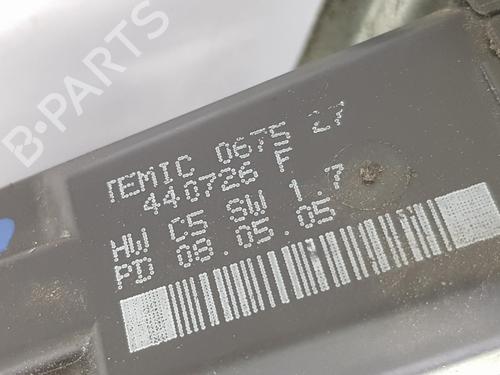 B-PARTS
TEMIC 0675 27
440726 F
HW C5 SW 1.7
PD 08.05.05